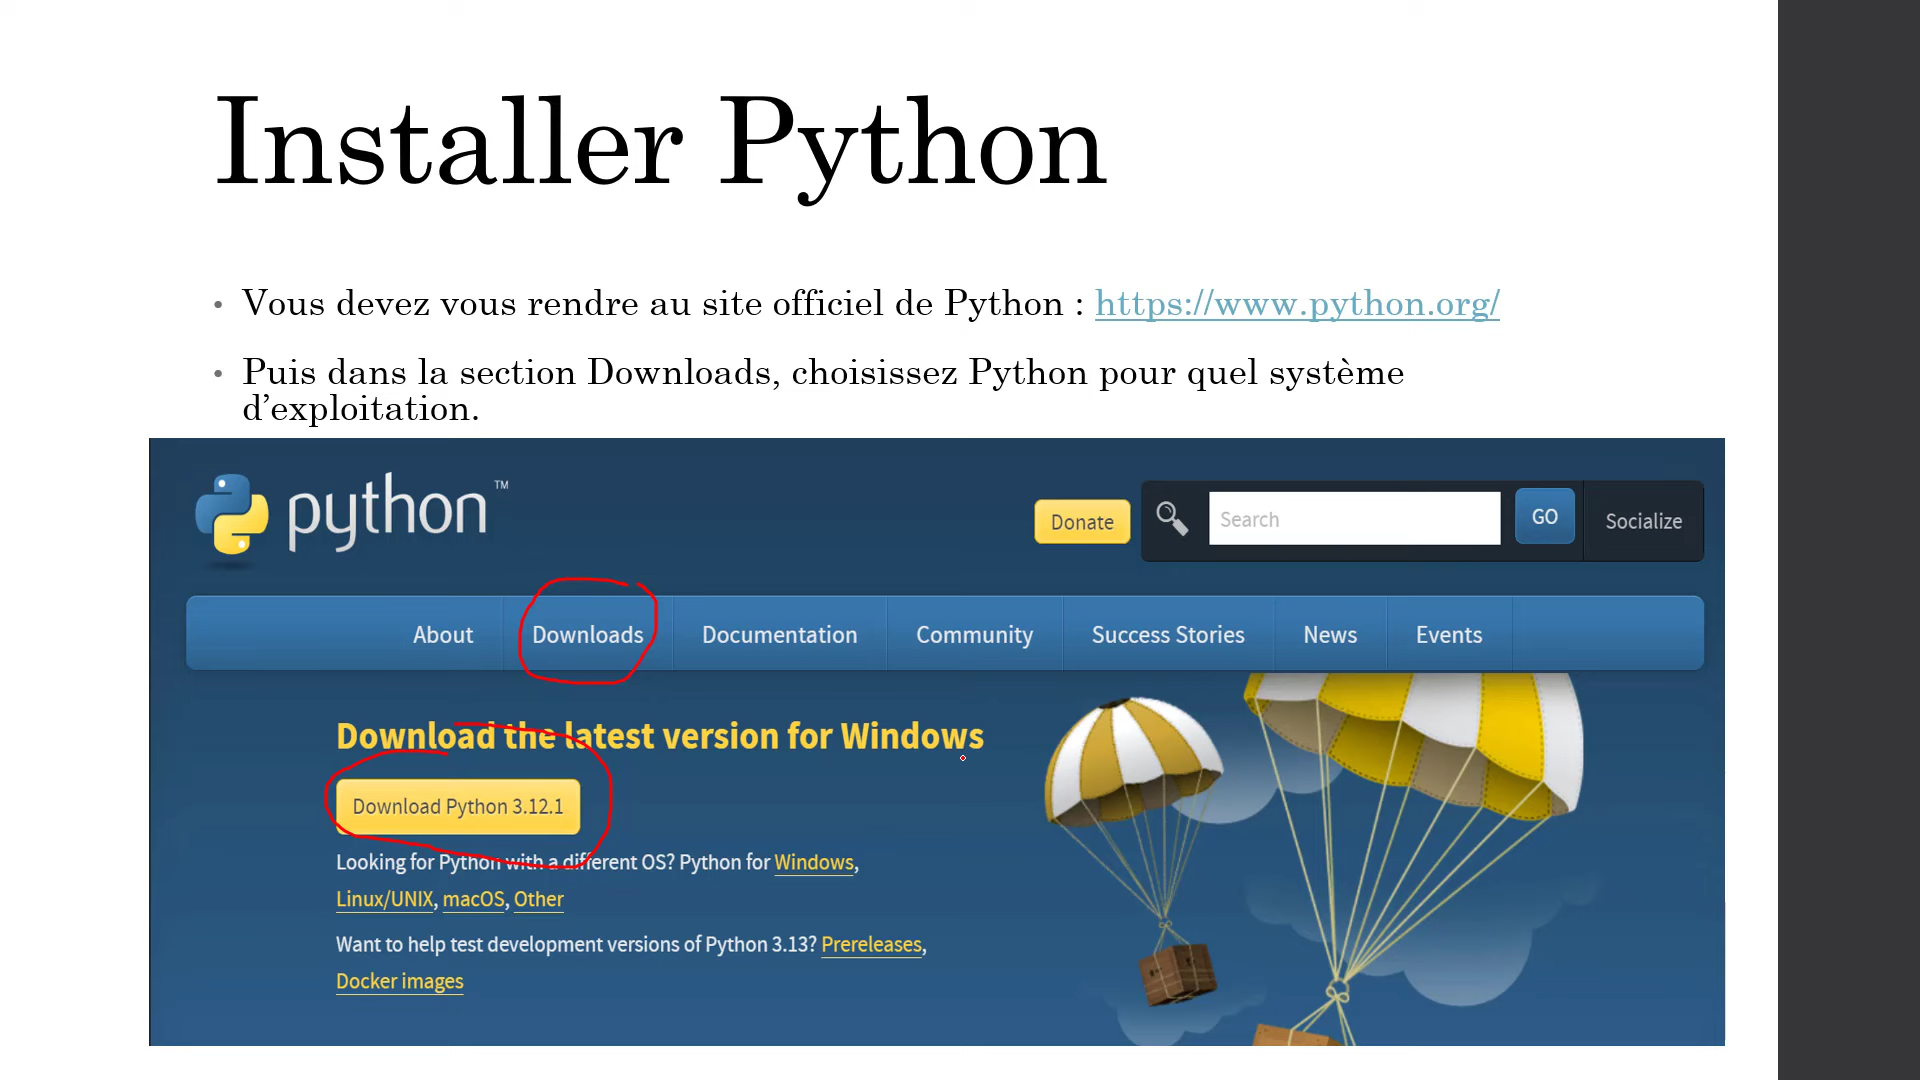 Installer Python
• Vous devez vous rendre au site officiel de Python : https://www.python.org/
• Puis dans la section Downloads, choisissez Python pour quel système
d’exploitation.
python™
Donate
Search
GO
Socialize
About Downloads Documentation Community Success Stories News Events
Download the latest version for Windows
Download Python 3.12.1
Looking for Python with a different OS? Python for Windows,
Linux/UNIX, macOS, Other
Want to help test development versions of Python 3.13? Prereleases,
Docker images